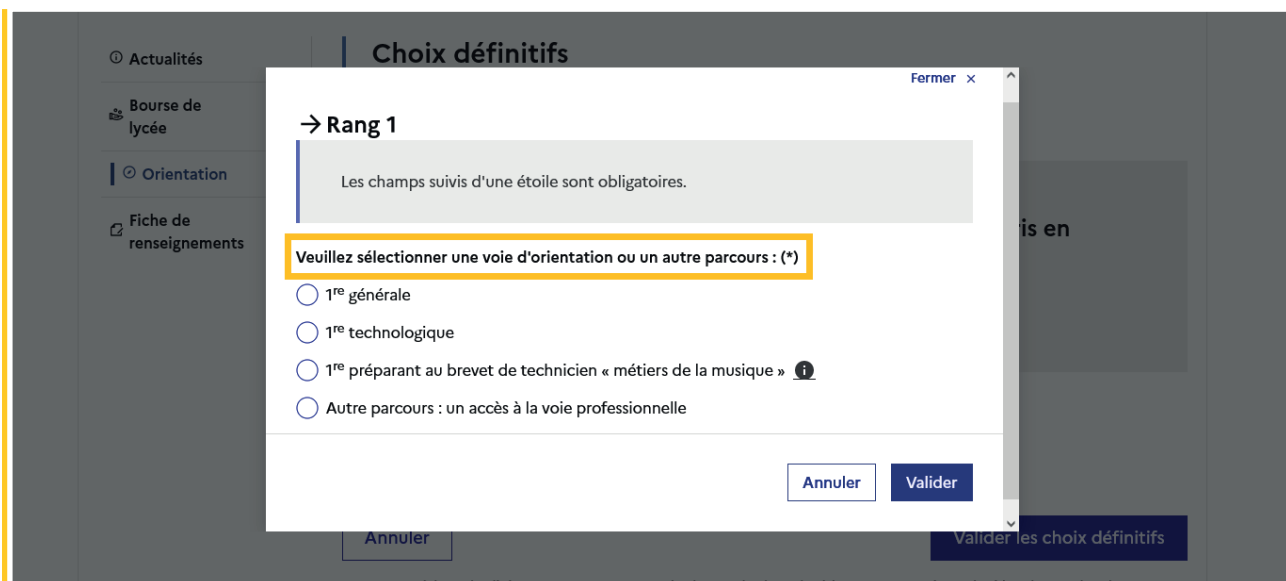 Actualités
Bourse de
lycée
Orientation
Fiche de
renseignements
Choix définitifs
Fermer ×
→ Rang 1
Les champs suivis d'une étoile sont obligatoires.
Veuillez sélectionner une voie d'orientation ou un autre parcours : (*)
1re générale
1re technologique
1re préparant au brevet de technicien « métiers de la musique » i
Autre parcours : un accès à la voie professionnelle
Annuler Valider
is en
Annuler Valider les choix définitifs